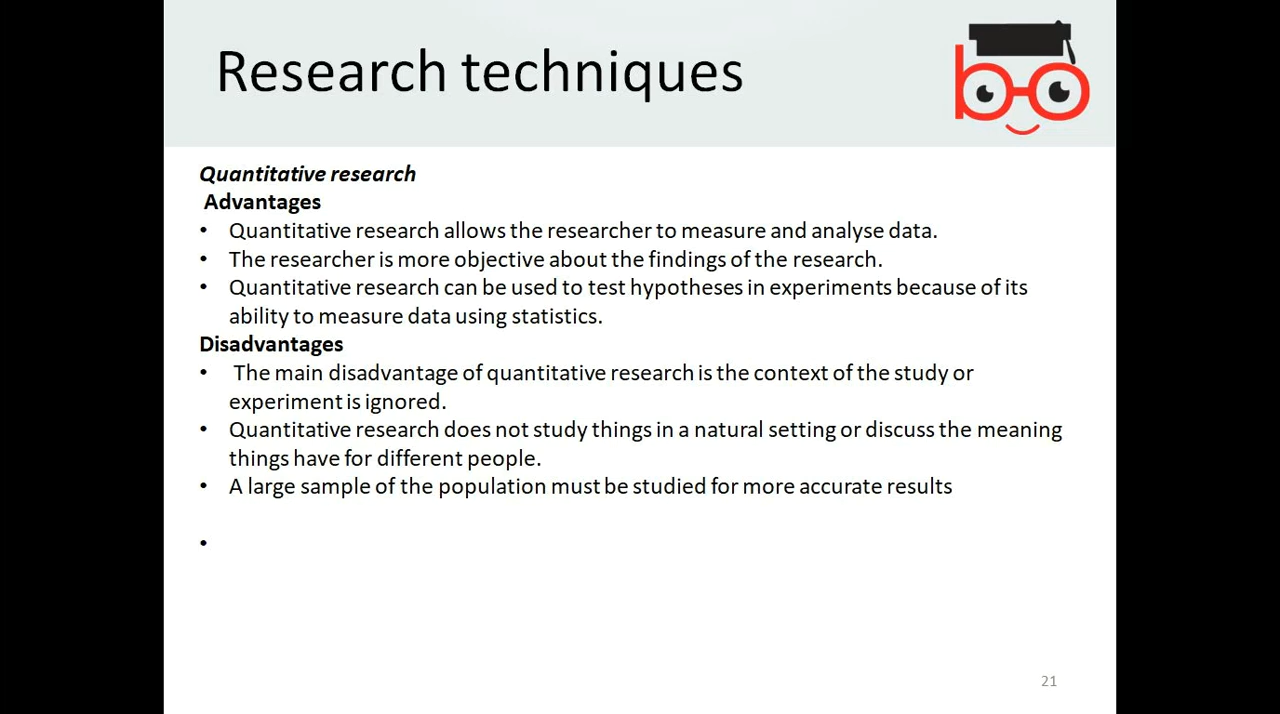 Research techniques
Quantitative research
Advantages
• Quantitative research allows the researcher to measure and analyse data.
• The researcher is more objective about the findings of the research.
• Quantitative research can be used to test hypotheses in experiments because of its
ability to measure data using statistics.
Disadvantages
• The main disadvantage of quantitative research is the context of the study or
experiment is ignored.
• Quantitative research does not study things in a natural setting or discuss the meaning
things have for different people.
• A large sample of the population must be studied for more accurate results
•
21